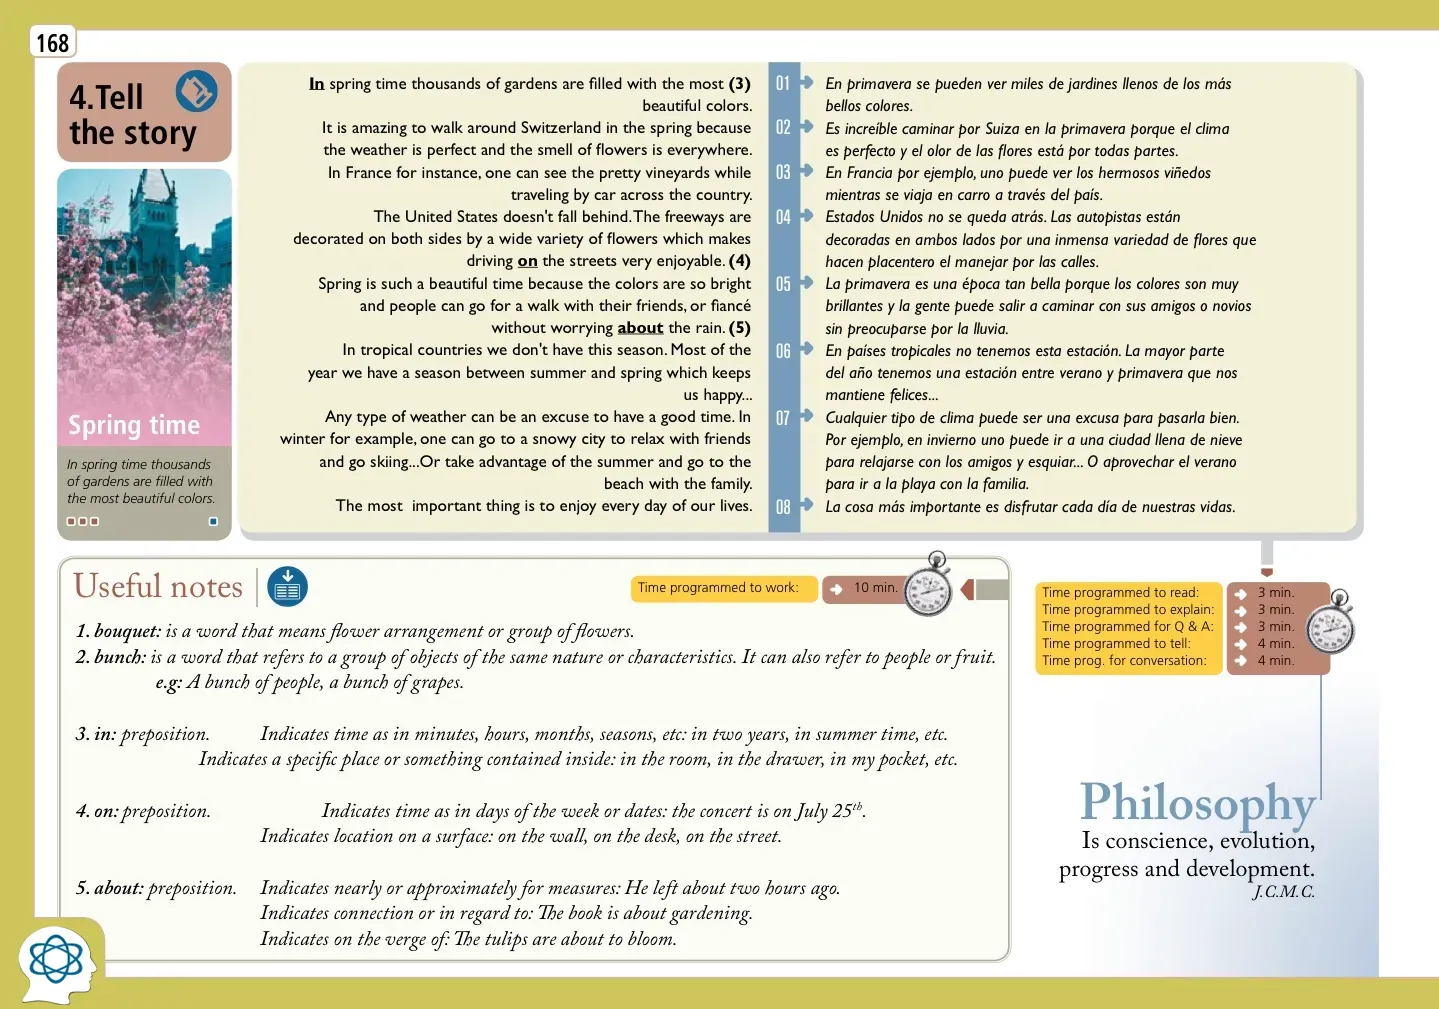 168
4.Tell
the story
Spring time
In spring time thousands
of gardens are filled with
the most beautiful colors.
In spring time thousands of gardens are filled with the most (3)
beautiful colors.
It is amazing to walk around Switzerland in the spring because
the weather is perfect and the smell of flowers is everywhere.
In France for instance, one can see the pretty vineyards while
traveling by car across the country.
The United States doesn't fall behind. The freeways are
decorated on both sides by a wide variety of flowers which makes
driving on the streets very enjoyable. (4)
Spring is such a beautiful time because the colors are so bright
and people can go for a walk with their friends, or fiancé
without worrying about the rain. (5)
In tropical countries we don't have this season. Most of the
year we have a season between summer and spring which keeps
us happy...
Any type of weather can be an excuse to have a good time. In
winter for example, one can go to a snowy city to relax with friends
and go skiing...Or take advantage of the summer and go to the
beach with the family.
The most important thing is to enjoy every day of our lives.
01
02
03
04
05
06
07
08
En primavera se pueden ver miles de jardines llenos de los más
bellos colores.
Es increíble caminar por Suiza en la primavera porque el clima
es perfecto y el olor de las flores está por todas partes.
En Francia por ejemplo, uno puede ver los hermosos viñedos
mientras se viaja en carro a través del país.
Estados Unidos no se queda atrás. Las autopistas están
decoradas en ambos lados por una inmensa variedad de flores que
hacen placentero el manejar por las calles.
La primavera es una época tan bella porque los colores son muy
brillantes y la gente puede salir a caminar con sus amigos o novios
sin preocuparse por la lluvia.
En países tropicales no tenemos esta estación. La mayor parte
del año tenemos una estación entre verano y primavera que nos
mantiene felices...
Cualquier tipo de clima puede ser una excusa para pasarla bien.
Por ejemplo, en invierno uno puede ir a una ciudad llena de nieve
para relajarse con los amigos y esquiar... O aprovechar el verano
para ir a la playa con la familia.
La cosa más importante es disfrutar cada día de nuestras vidas.
Useful notes
Time programmed to work: 10 min.
1. bouquet: is a word that means flower arrangement or group of flowers.
2. bunch: is a word that refers to a group of objects of the same nature or characteristics. It can also refer to people or fruit.
e.g: A bunch of people, a bunch of grapes.
3. in: preposition. Indicates time as in minutes, hours, months, seasons, etc: in two years, in summer time, etc.
Indicates a specific place or something contained inside: in the room, in the drawer, in my pocket, etc.
4. on: preposition. Indicates time as in days of the week or dates: the concert is on July 25th.
Indicates location on a surface: on the wall, on the desk, on the street.
5. about: preposition. Indicates nearly or approximately for measures: He left about two hours ago.
Indicates connection or in regard to: The book is about gardening.
Indicates on the verge of: The tulips are about to bloom.
Time programmed to read: 3 min.
Time programmed to explain: 3 min.
Time programmed for Q & A: 3 min.
Time programmed to tell: 4 min.
Time prog. for conversation: 4 min.
Philosophy
Is conscience, evolution,
progress and development.
J.C.M.C.